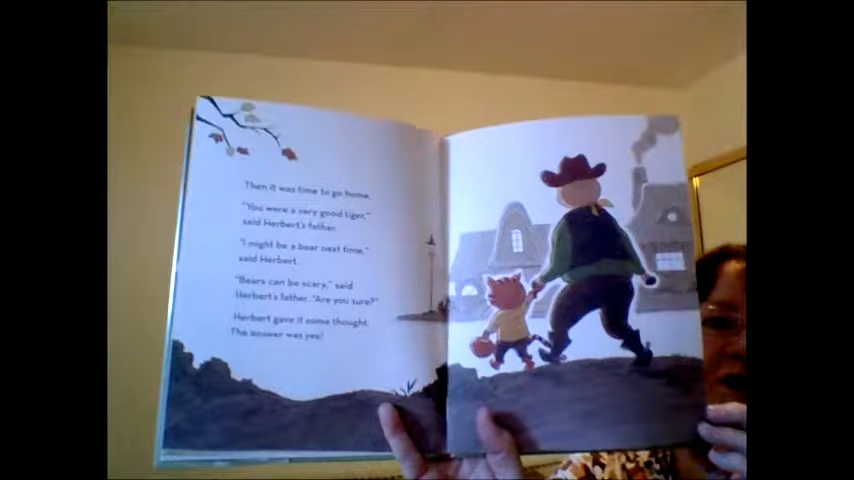 Then it was time to go home.
"You were a very good tiger,"
said Herbert's father.
"I might be a bear next time,"
said Herbert.
"Bears can be scary," said
Herbert's father. "Are you sure?"
Herbert gave it some thought.
The answer was yes!